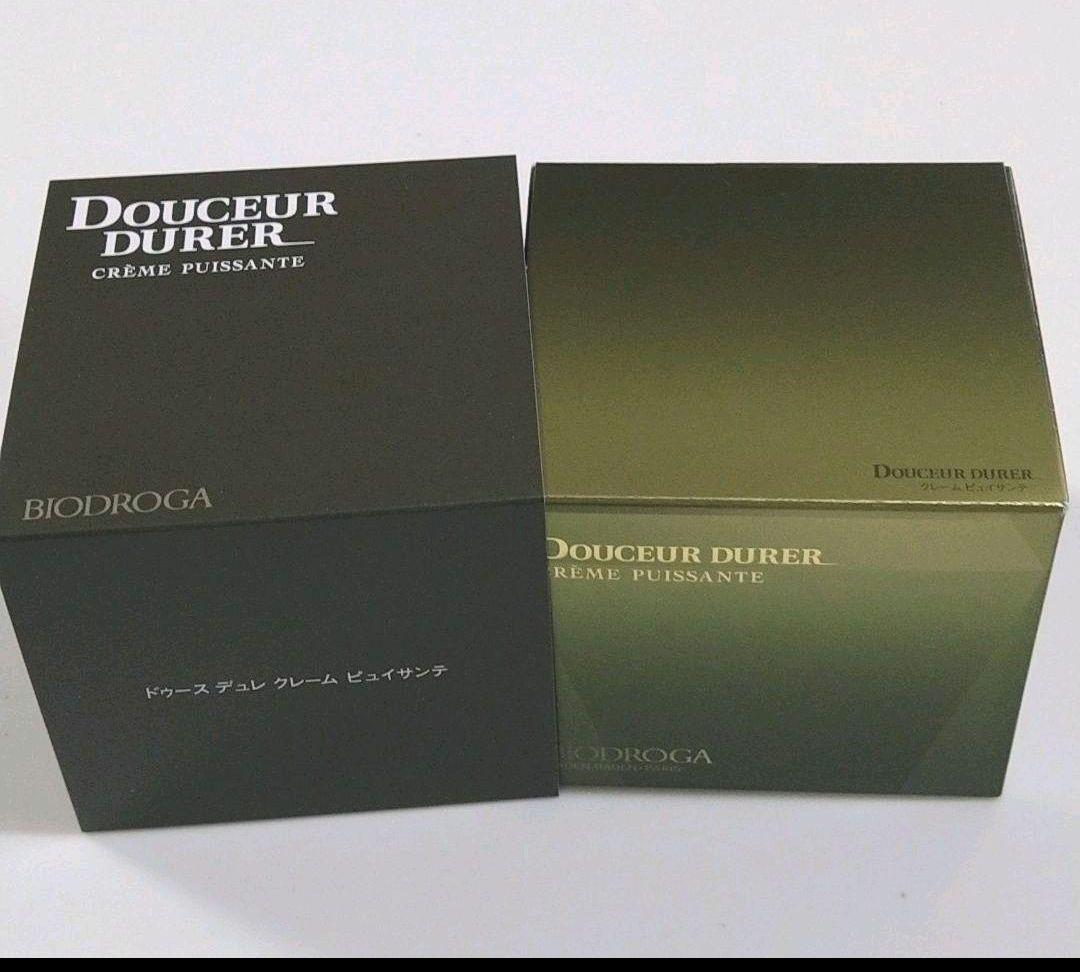 DOUCEUR
DURER
CRÈME PUISSANTE
BIODROGA
ドゥース デュレ クレーム ピュイサンテ
DOUCEUR DURER
クレーム ピュイサンテ
DOUCEUR DURER
CRÈME PUISSANTE
BIODROGA